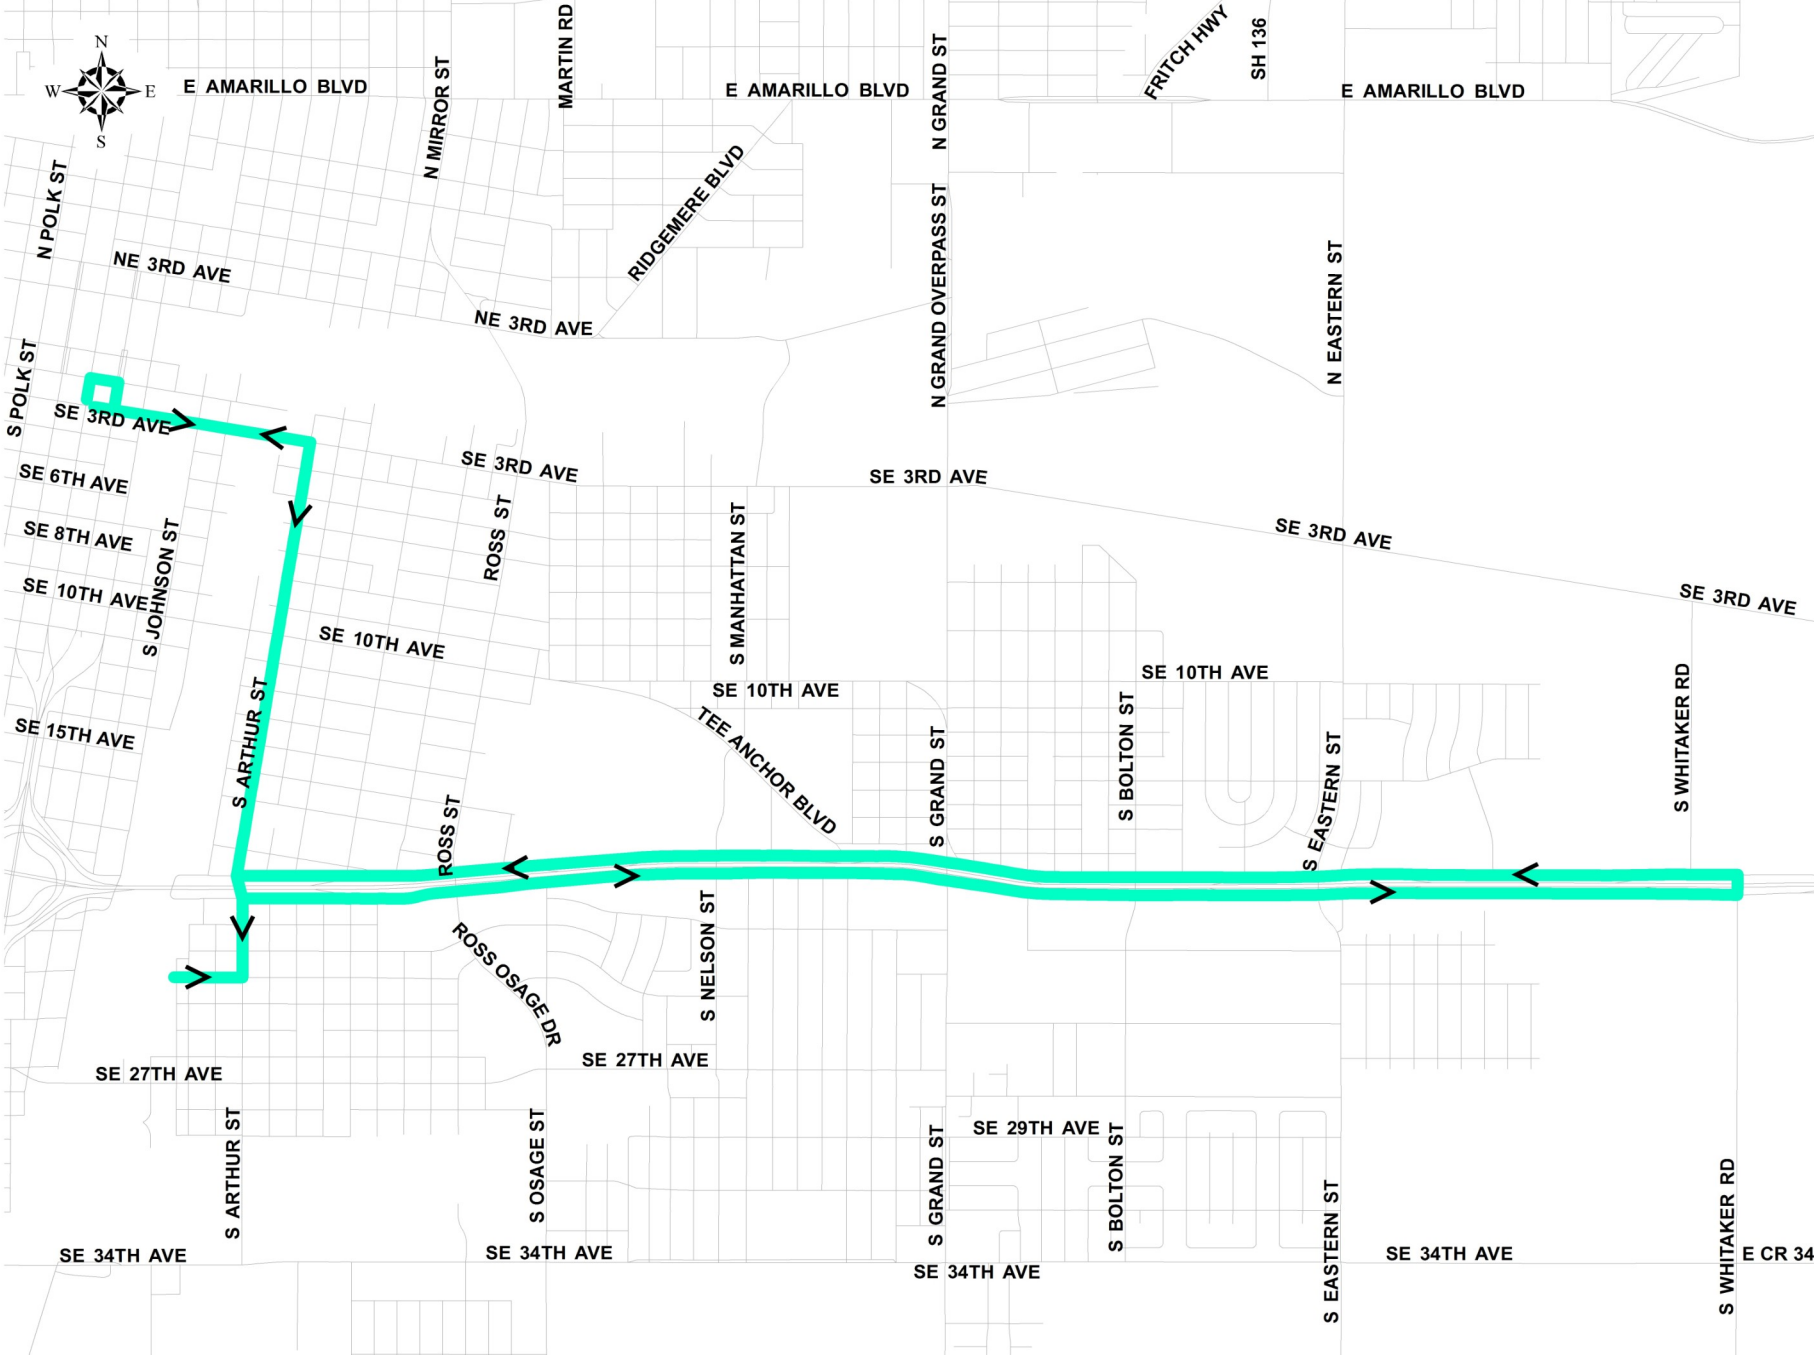 MARTIN RD
FRITCH HWY
SH 136
N
W
E
S
E AMARILLO BLVD
E AMARILLO BLVD
E AMARILLO BLVD
N MIRROR ST
N GRAND ST
N POLK ST
RIDGEMERE BLVD
N GRAND OVERPASS ST
N EASTERN ST
NE 3RD AVE
NE 3RD AVE
S POLK ST
SE 3RD AVE
SE 3RD AVE
SE 3RD AVE
SE 3RD AVE
SE 3RD AVE
SE 6TH AVE
SE 8TH AVE
SE 10TH AVE
S JOHNSON ST
ROSS ST
S MANHATTAN ST
SE 10TH AVE
SE 10TH AVE
SE 10TH AVE
SE 15TH AVE
S ARTHUR ST
TEE ANCHOR BLVD
S GRAND ST
S BOLTON ST
S EASTERN ST
S WHITAKER RD
ROSS ST
ROSS OSAGE DR
S NELSON ST
SE 27TH AVE
SE 27TH AVE
S ARTHUR ST
S OSAGE ST
S GRAND ST
SE 29TH AVE
S BOLTON ST
S EASTERN ST
S WHITAKER RD
SE 34TH AVE
SE 34TH AVE
SE 34TH AVE
SE 34TH AVE
E CR 34